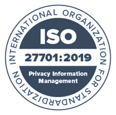 INTERNATIONAL ORGANIZATION FOR STANDARDIZATION
ISO
27701:2019
Privacy Information
Management